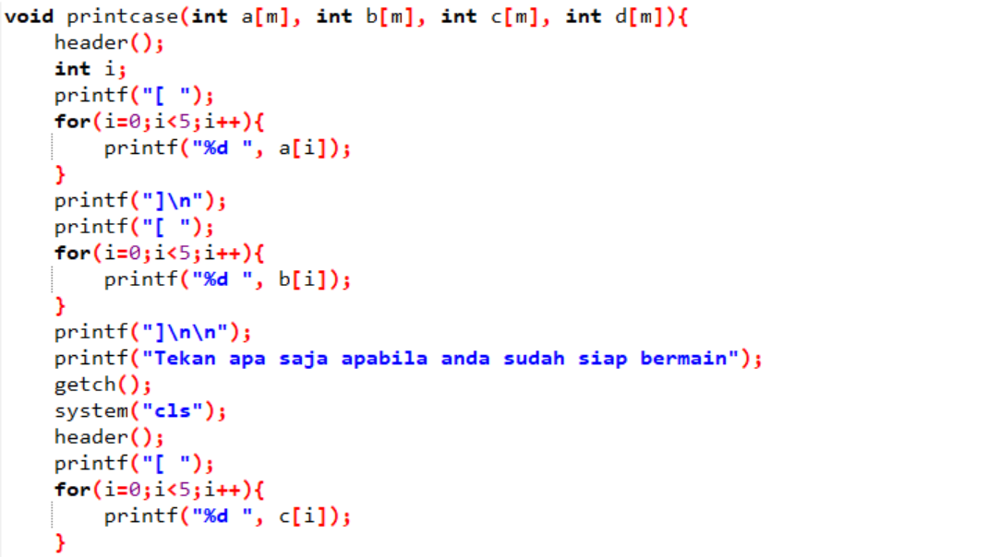 void printcase(int a[m], int b[m], int c[m], int d[m]){
    header();
    int i;
    printf("[ ");
    for(i=0;i<5;i++){
        printf("%d ", a[i]);
    }
    printf("]\n");
    printf("[ ");
    for(i=0;i<5;i++){
        printf("%d ", b[i]);
    }
    printf("]\n\n");
    printf("Tekan apa saja apabila anda sudah siap bermain");
    getch();
    system("cls");
    header();
    printf("[ ");
    for(i=0;i<5;i++){
        printf("%d ", c[i]);
    }